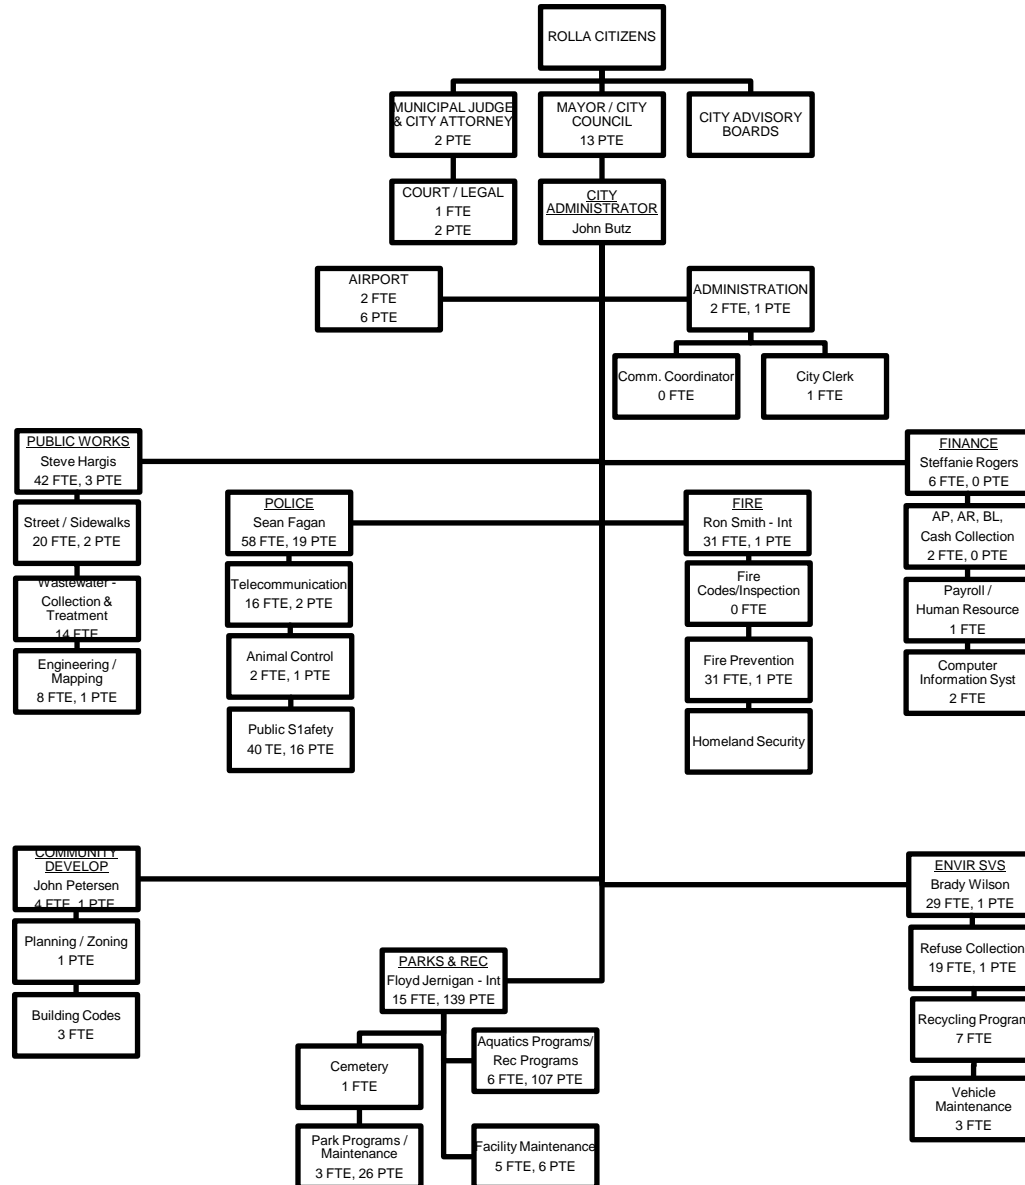 ROLLA CITIZENS
MUNICIPAL JUDGE
& CITY ATTORNEY
2 PTE
MAYOR / CITY
COUNCIL
13 PTE
CITY ADVISORY
BOARDS
COURT / LEGAL
1 FTE
2 PTE
CITY
ADMINISTRATOR
John Butz
AIRPORT
2 FTE
6 PTE
ADMINISTRATION
2 FTE, 1 PTE
Comm. Coordinator
0 FTE
City Clerk
1 FTE
PUBLIC WORKS
Steve Hargis
42 FTE, 3 PTE
FINANCE
Steffanie Rogers
6 FTE, 0 PTE
POLICE
Sean Fagan
58 FTE, 19 PTE
FIRE
Ron Smith - Int
31 FTE, 1 PTE
Street / Sidewalks
20 FTE, 2 PTE
AP, AR, BL,
Cash Collection
2 FTE, 0 PTE
Telecommunication
16 FTE, 2 PTE
Fire
Codes/Inspection
0 FTE
Wastewater -
Collection &
Treatment
14 FTE
Payroll /
Human Resource
1 FTE
Animal Control
2 FTE, 1 PTE
Fire Prevention
31 FTE, 1 PTE
Engineering /
Mapping
8 FTE, 1 PTE
Computer
Information Syst
2 FTE
Public S1afety
40 TE, 16 PTE
Homeland Security
COMMUNITY
DEVELOP
John Petersen
4 FTE, 1 PTE
ENVIR SVS
Brady Wilson
29 FTE, 1 PTE
Planning / Zoning
1 PTE
Refuse Collection
19 FTE, 1 PTE
PARKS & REC
Floyd Jernigan - Int
15 FTE, 139 PTE
Building Codes
3 FTE
Recycling Program
7 FTE
Cemetery
1 FTE
Aquatics Programs/
Rec Programs
6 FTE, 107 PTE
Vehicle
Maintenance
3 FTE
Park Programs /
Maintenance
3 FTE, 26 PTE
Facility Maintenance
5 FTE, 6 PTE